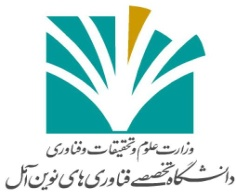 وزارت علوم و تحقیقات و فناوری
دانشگاه تخصصی فناوری های نوین آمل